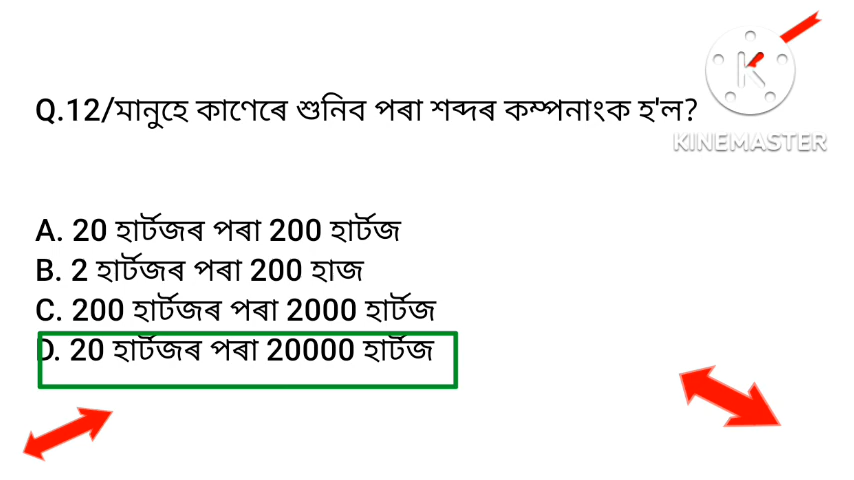 Q.12/মানুহে কাণেৰে শুনিব পৰা শব্দৰ কম্পনাংক হ'ল?
K
KINEMASTER
A. 20 হাৰ্টজৰ পৰা 200 হাৰ্টজ
B. 2 হাৰ্টজৰ পৰা 200 হাজ
C. 200 হাৰ্টজৰ পৰা 2000 হাৰ্টজ
D. 20 হাৰ্টজৰ পৰা 20000 হাৰ্টজ